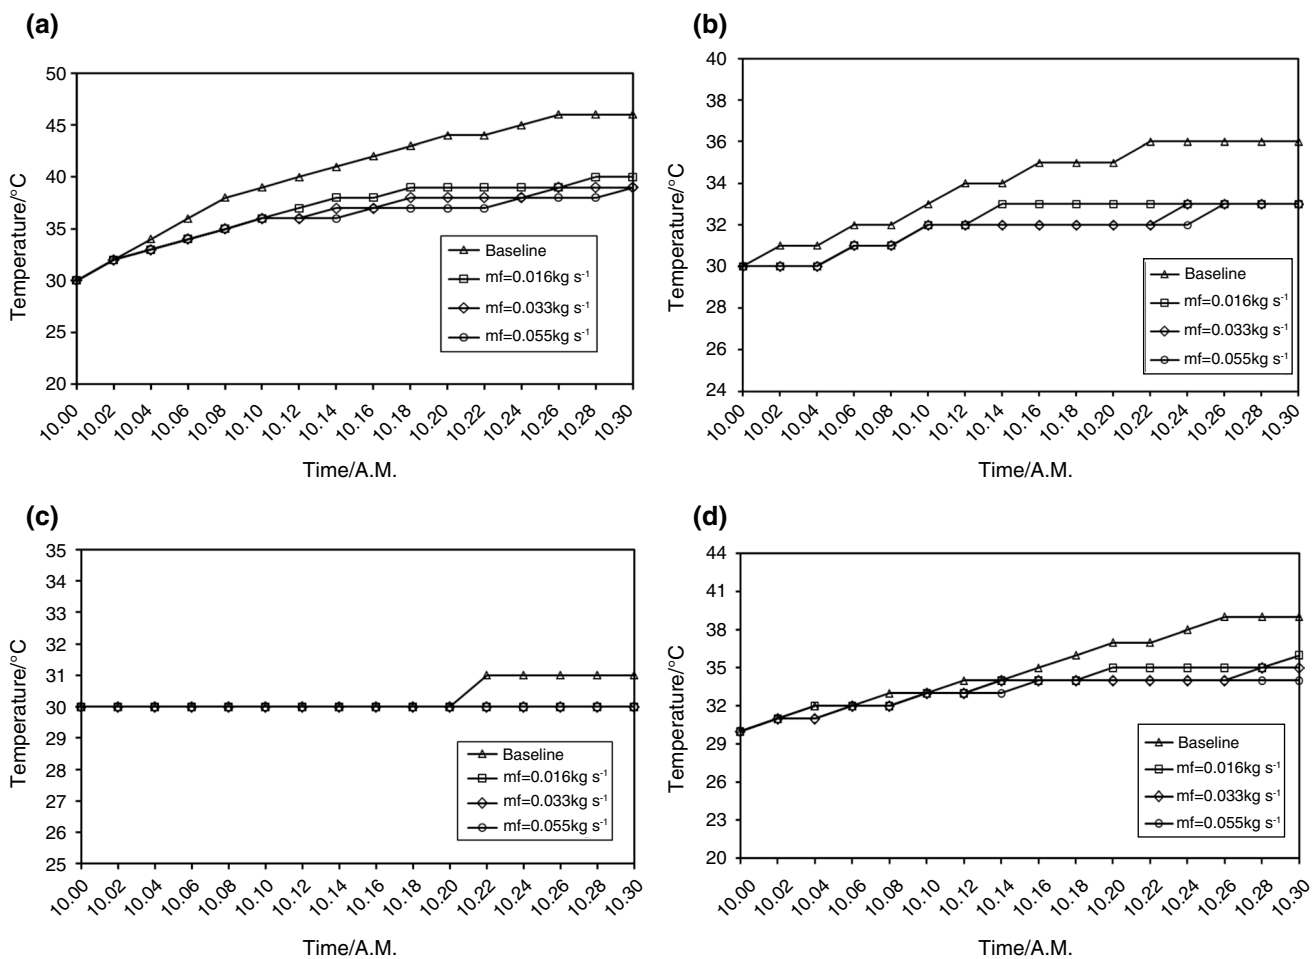 (a)
50
45
40
35
30
25
20
Temperature/°C
Baseline
mf=0.016kg s⁻¹
mf=0.033kg s⁻¹
mf=0.055kg s⁻¹
10.00 10.02 10.04 10.06 10.08 10.10 10.12 10.14 10.16 10.18 10.20 10.22 10.24 10.26 10.28 10.30
Time/A.M.
(b)
40
38
36
34
32
30
28
26
24
Temperature/°C
Baseline
mf=0.016kg s⁻¹
mf=0.033kg s⁻¹
mf=0.055kg s⁻¹
10.00 10.02 10.04 10.06 10.08 10.10 10.12 10.14 10.16 10.18 10.20 10.22 10.24 10.26 10.28 10.30
Time/A.M.
(c)
35
34
33
32
31
30
29
28
27
26
25
Temperature/°C
Baseline
mf=0.016kg s⁻¹
mf=0.033kg s⁻¹
mf=0.055kg s⁻¹
10.00 10.02 10.04 10.06 10.08 10.10 10.12 10.14 10.16 10.18 10.20 10.22 10.24 10.26 10.28 10.30
Time/A.M.
(d)
44
41
38
35
32
29
26
23
20
Temperature/°C
Baseline
mf=0.016kg s⁻¹
mf=0.033kg s⁻¹
mf=0.055kg s⁻¹
10.00 10.02 10.04 10.06 10.08 10.10 10.12 10.14 10.16 10.18 10.20 10.22 10.24 10.26 10.28 10.30
Time/A.M.